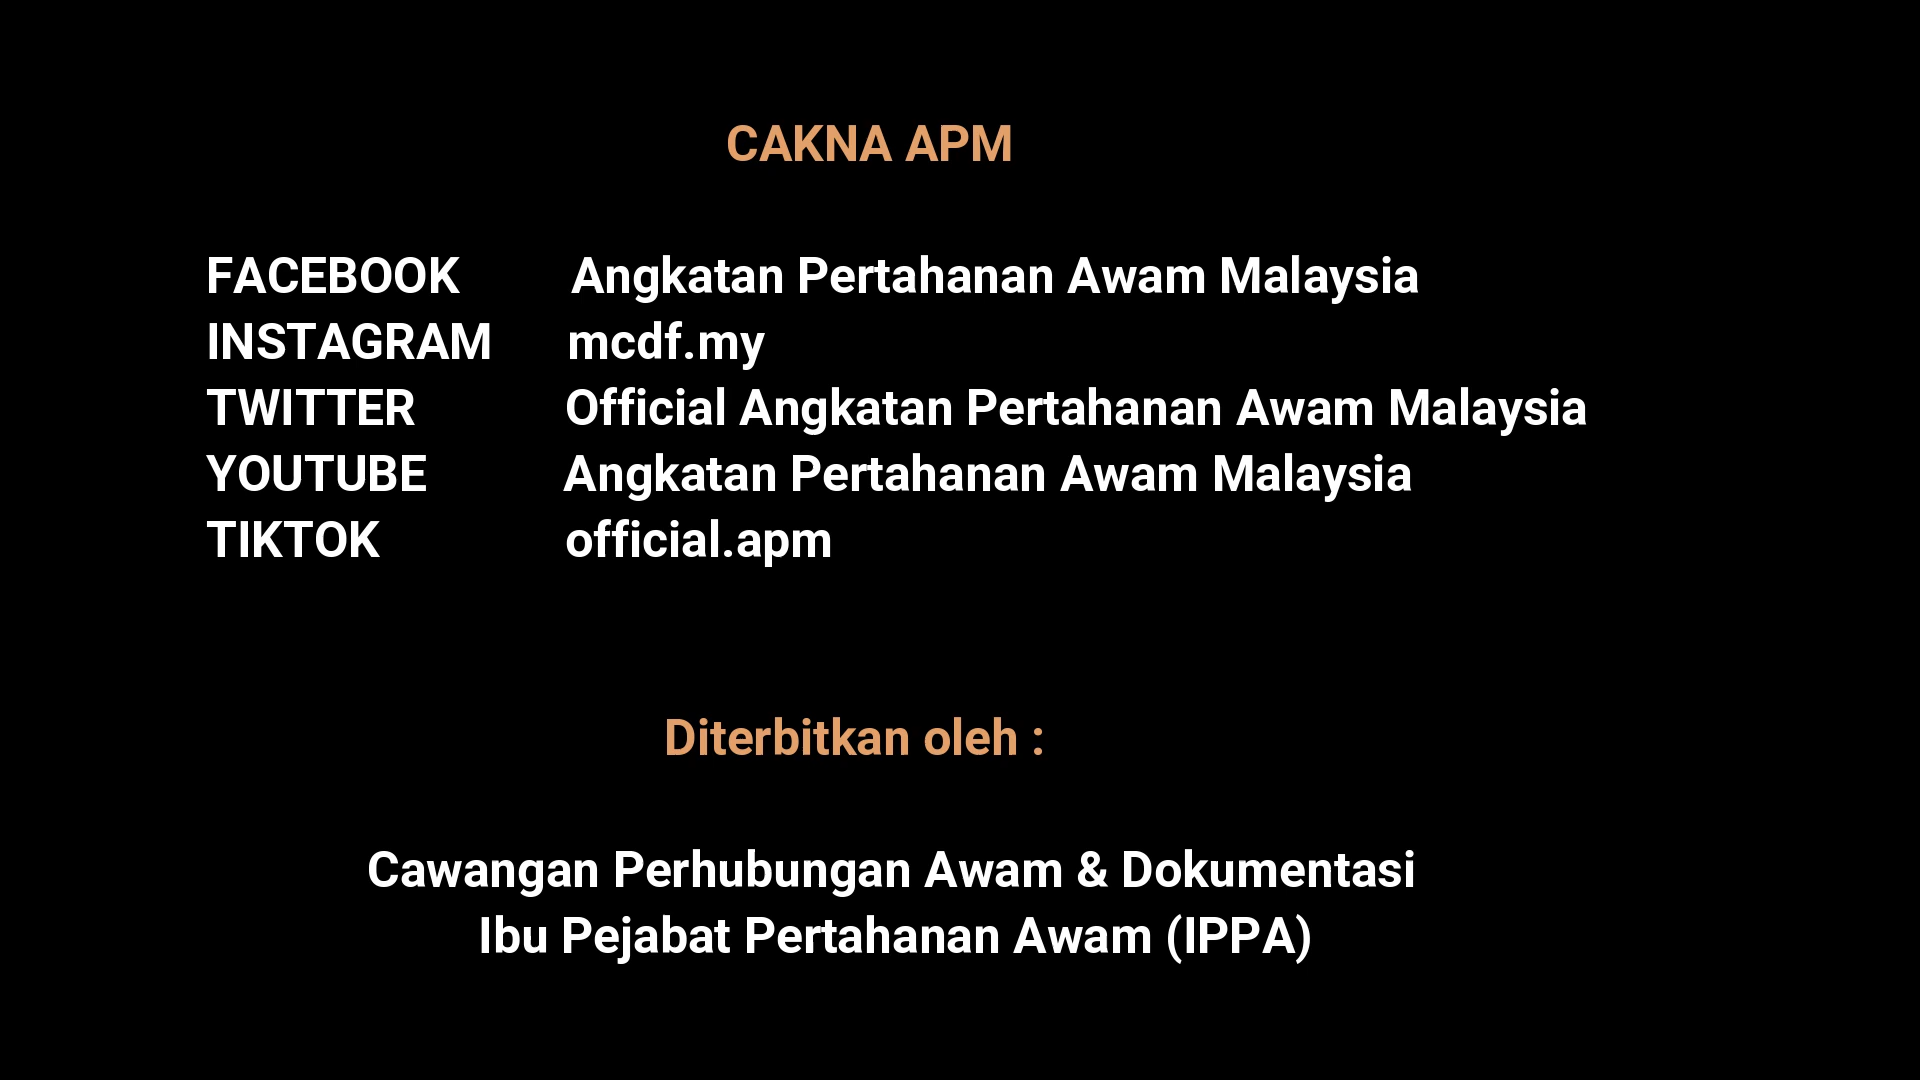 CAKNA APM
FACEBOOK Angkatan Pertahanan Awam Malaysia
INSTAGRAM mcdf.my
TWITTER Official Angkatan Pertahanan Awam Malaysia
YOUTUBE Angkatan Pertahanan Awam Malaysia
TIKTOK official.apm
Diterbitkan oleh :
Cawangan Perhubungan Awam & Dokumentasi
Ibu Pejabat Pertahanan Awam (IPPA)